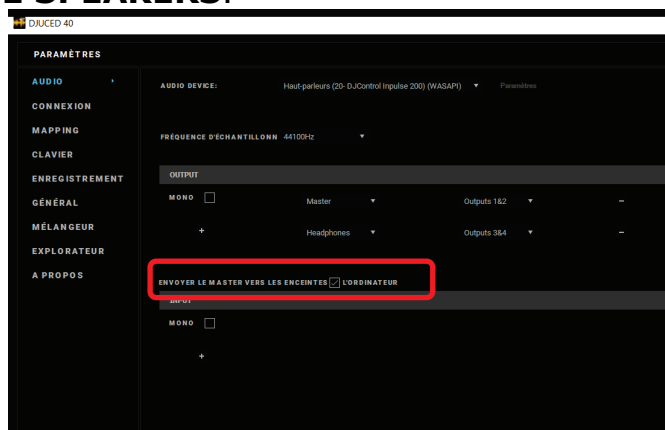 E SPEAKERS.
DJUCED 40
PARAMÈTRES
AUDIO
AUDIO DEVICE: Haut-parleurs (20- DJControl Inpulse 200) (WASAPI) Paramètres
CONNEXION
MAPPING
FRÉQUENCE D'ÉCHANTILLONN 44100Hz
CLAVIER
ENREGISTREMENT
OUTPUT
GÉNÉRAL
MONO Master Outputs 1&2 –
MÉLANGEUR
+ Headphones Outputs 3&4 –
EXPLORATEUR
A PROPOS
ENVOYER LE MASTER VERS LES ENCEINTES L'ORDINATEUR
INPUT
MONO
+